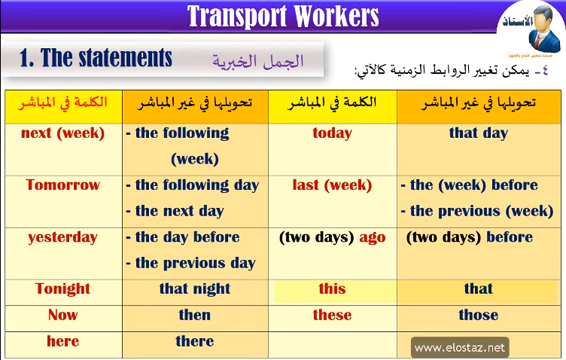 Transport Workers
الأستاذ
1. The statements الجمل الخبرية
٤- يمكن تغيير الروابط الزمنية كالآتي:
الكلمة في المباشر تحويلها في غير المباشر الكلمة في المباشر تحويلها في غير المباشر
next (week) - the following (week) today that day
Tomorrow - the following day last (week) - the (week) before
- the next day - the previous (week)
yesterday - the day before (two days) ago (two days) before
- the previous day
Tonight that night this that
Now then these those
here there
www.elostaz.net